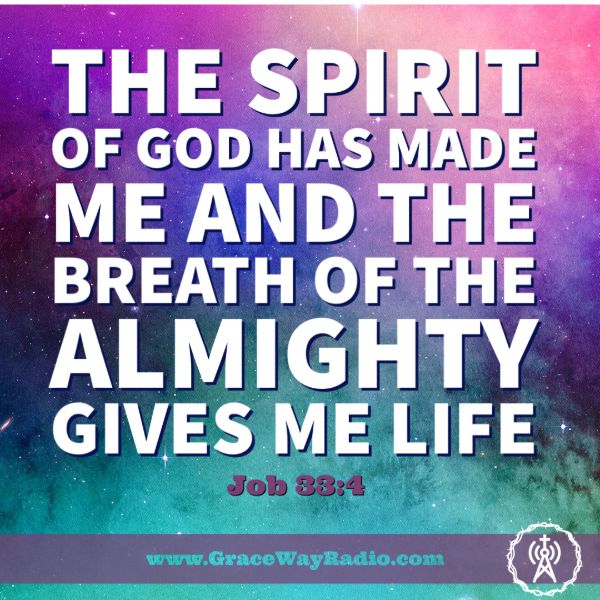 THE SPIRIT
OF GOD HAS MADE
ME AND THE
BREATH OF THE
ALMIGHTY
GIVES ME LIFE
Job 33:4
www.GraceWayRadio.com